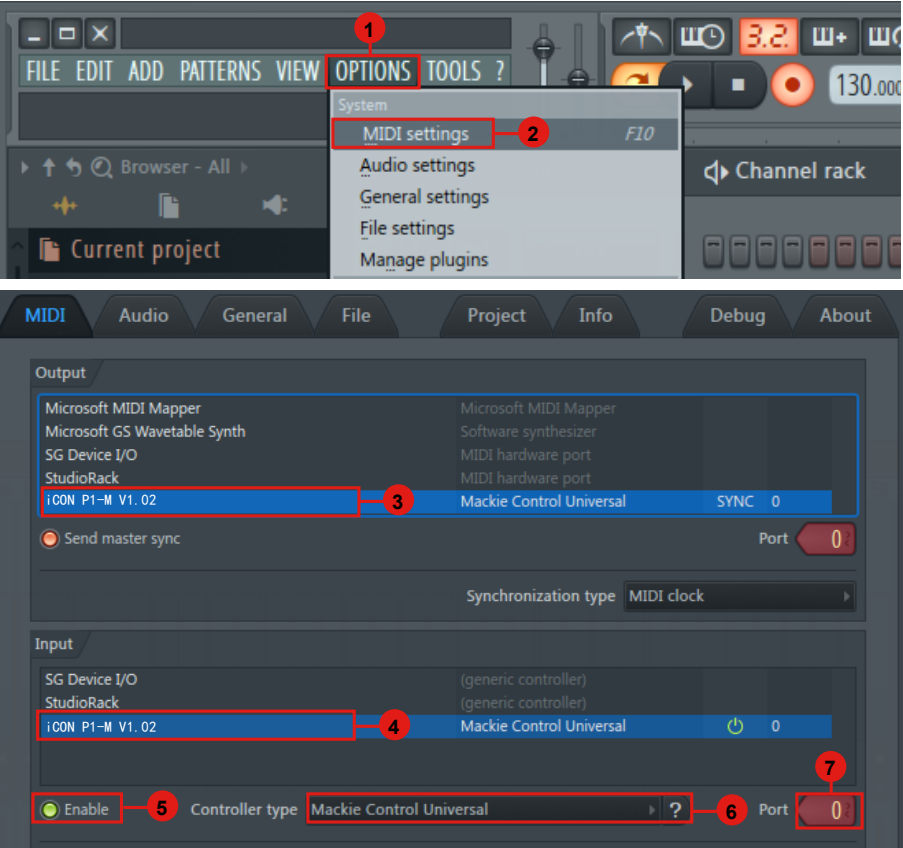 1
FILE EDIT ADD PATTERNS VIEW OPTIONS TOOLS ?
3.2
130.000
System
MIDI settings F10
2
Audio settings
General settings
File settings
Manage plugins
Browser - All
Current project
Channel rack
MIDI Audio General File Project Info Debug About
Output
Microsoft MIDI Mapper Microsoft MIDI Mapper
Microsoft GS Wavetable Synth Software synthesizer
SG Device I/O MIDI hardware port
StudioRack MIDI hardware port
iCON P1-M V1.02 3 Mackie Control Universal SYNC 0
Send master sync Port 0
Synchronization type MIDI clock
Input
SG Device I/O (generic controller)
StudioRack (generic controller)
iCON P1-M V1.02 4 Mackie Control Universal 0
7
Enable 5 Controller type Mackie Control Universal ? 6 Port 0